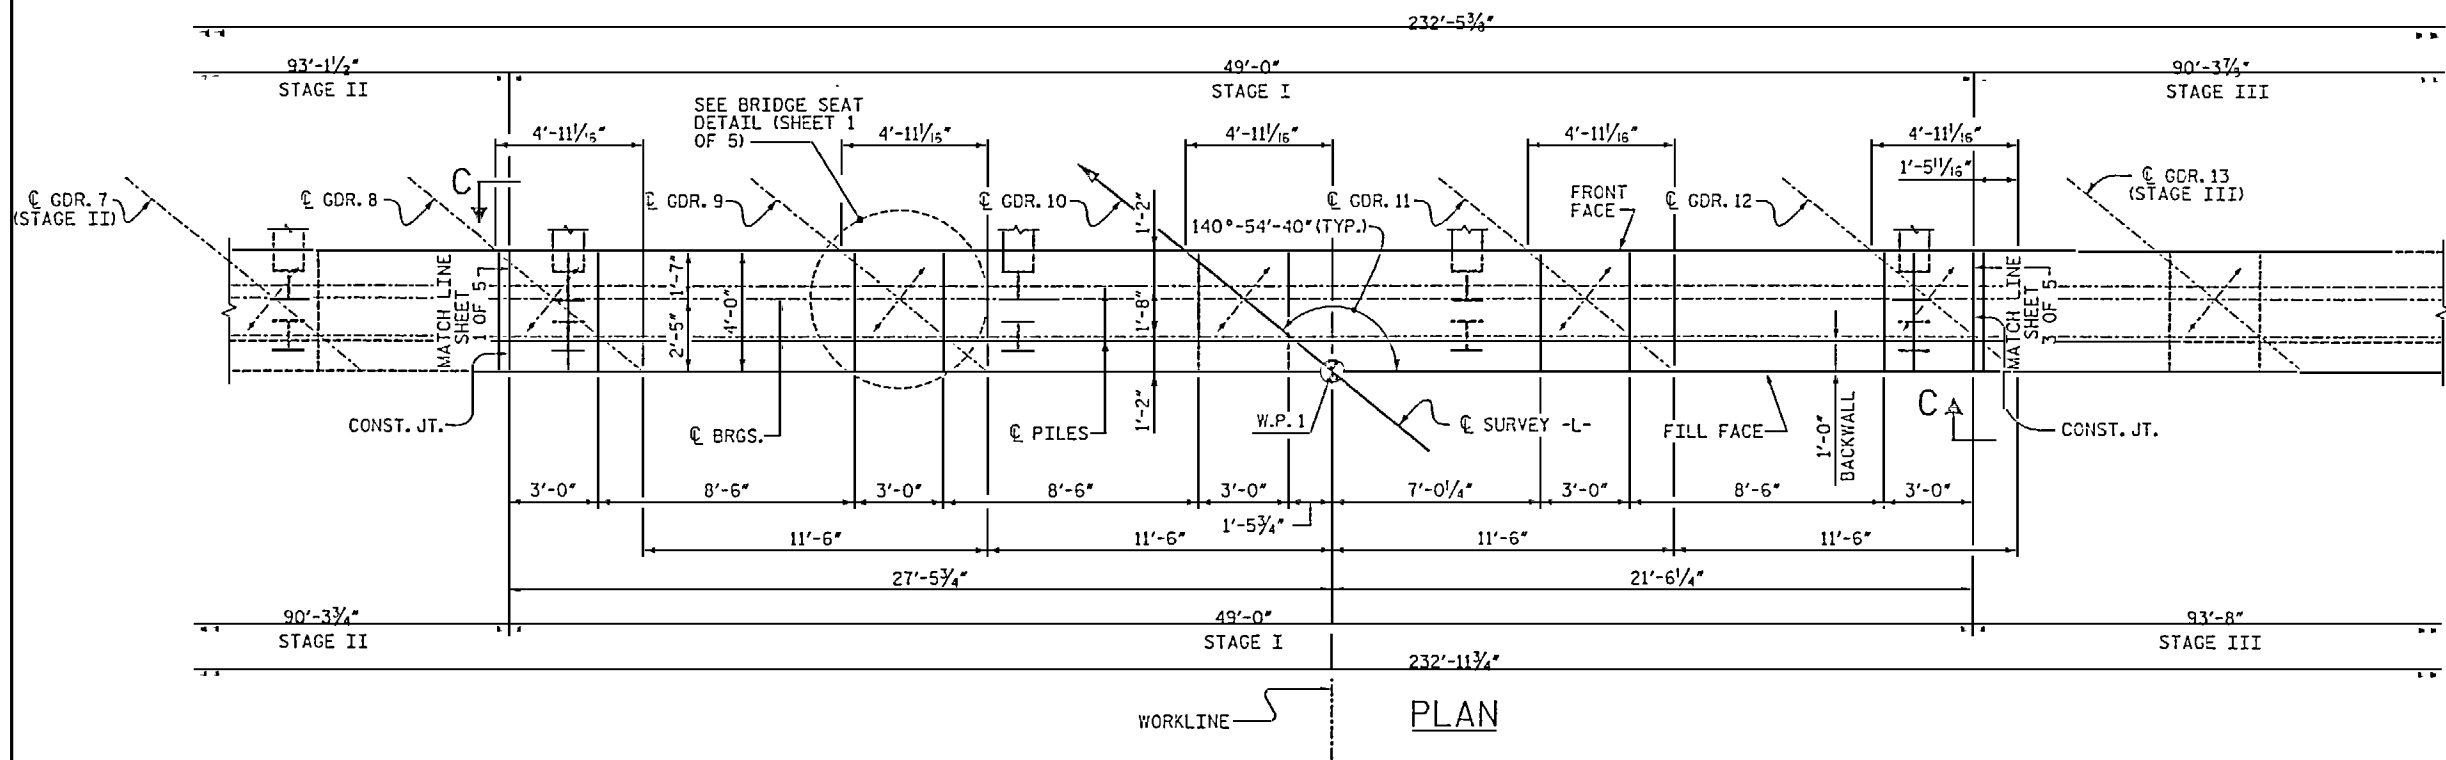 232'-5⅜"
93'-1½"
49'-0"
90'-3⅞"
STAGE II
STAGE I
STAGE III
SEE BRIDGE SEAT
DETAIL (SHEET 1
OF 5)
4'-11 1/16"
4'-11 1/16"
4'-11 1/16"
4'-11 1/16"
4'-11 1/16"
1'-5 11/16"
C
℄ GDR. 7
(STAGE II)
℄ GDR. 8
℄ GDR. 9
℄ GDR. 10
℄ GDR. 11
℄ GDR. 12
℄ GDR. 13
(STAGE III)
FRONT
FACE
140°-54'-40" (TYP.)
1'-2"
1'-8"
1'-2"
1'-7"
2'-5"
4'-0"
MATCH LINE
SHEET
1 OF 5
MATCH LINE
SHEET
3 OF 5
CONST. JT.
℄ BRGS.
℄ PILES
W.P. 1
℄ SURVEY -L-
FILL FACE
1'-0"
BACKWALL
C
CONST. JT.
3'-0"
8'-6"
3'-0"
8'-6"
3'-0"
1'-5¾"
7'-0¼"
3'-0"
8'-6"
3'-0"
11'-6"
11'-6"
11'-6"
11'-6"
27'-5¾"
21'-6¼"
90'-3¾"
49'-0"
93'-8"
STAGE II
STAGE I
STAGE III
232'-11¾"
WORKLINE
PLAN